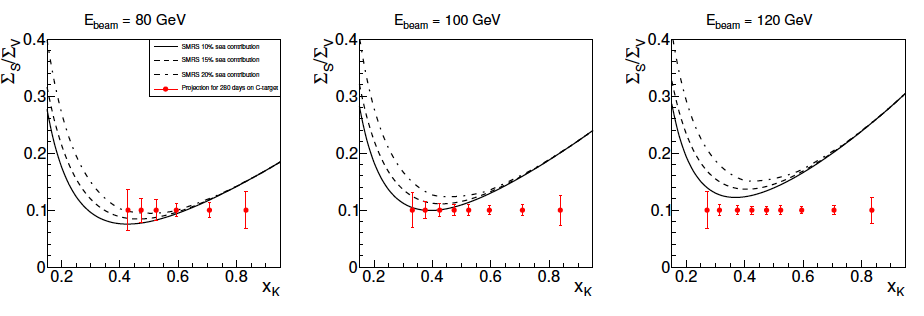 E_beam = 80 GeV
Σ_S/Σ_V
0.4
0.3
0.2
0.1
0
SMRS 10% sea contribution
SMRS 15% sea contribution
SMRS 20% sea contribution
Projection for 280 days on C-target
0.2 0.4 0.6 0.8
x_K
E_beam = 100 GeV
Σ_S/Σ_V
0.4
0.3
0.2
0.1
0
0.2 0.4 0.6 0.8
x_K
E_beam = 120 GeV
Σ_S/Σ_V
0.4
0.3
0.2
0.1
0
0.2 0.4 0.6 0.8
x_K